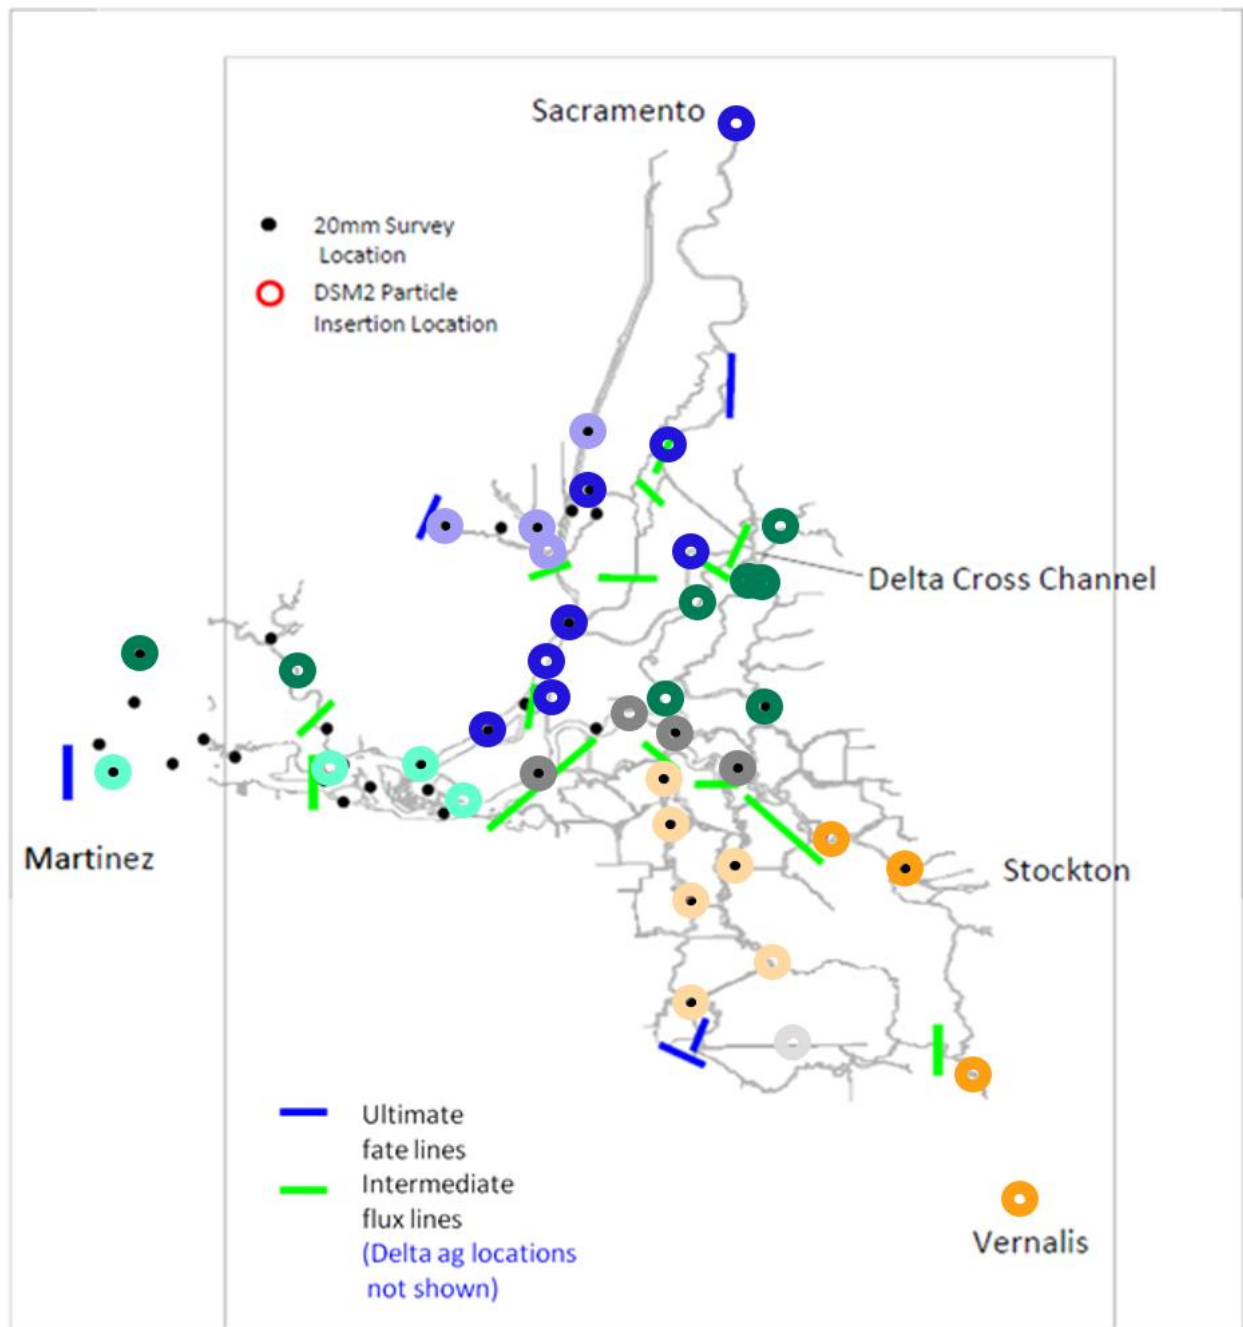 Sacramento
20mm Survey
Location
DSM2 Particle
Insertion Location
Delta Cross Channel
Martinez
Stockton
Ultimate
fate lines
Intermediate
flux lines
(Delta ag locations
not shown)
Vernalis